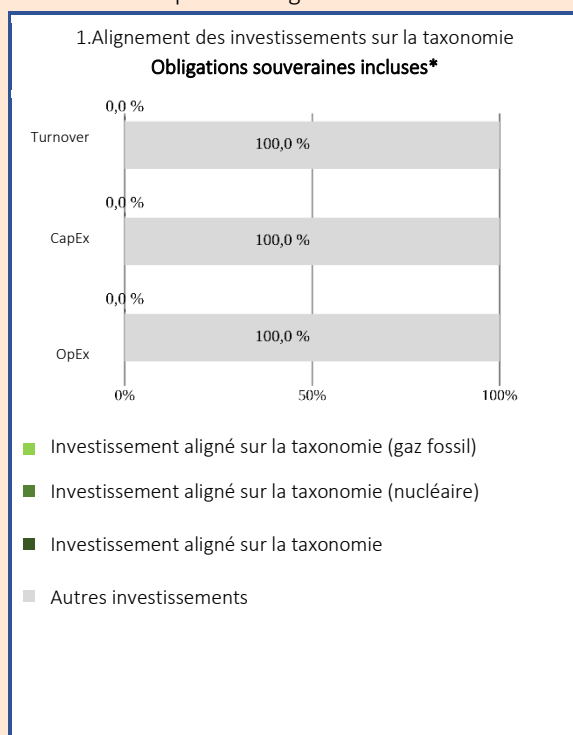 1.Alignement des investissements sur la taxonomie
Obligations souveraines incluses*
0,0 %
Turnover
100,0 %
0,0 %
CapEx
100,0 %
0,0 %
100,0 %
OpEx
0%
50%
100%
Investissement aligné sur la taxonomie (gaz fossil)
Investissement aligné sur la taxonomie (nucléaire)
Investissement aligné sur la taxonomie
Autres investissements